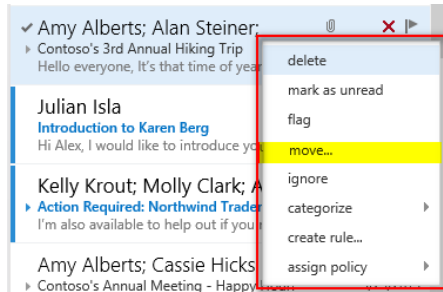 Amy Alberts; Alan Steiner;
Contoso's 3rd Annual Hiking Trip
Hello everyone, It's that time of year
delete
mark as unread
flag
move...
ignore
categorize
create rule...
assign policy
Julian Isla
Introduction to Karen Berg
Hi Alex, I would like to introduce
Kelly Krout; Molly Clark;
Action Required: Northwind
I'm also available to help out if
Amy Alberts; Cassie Hicks
Contoso's Annual Meeting - Happy